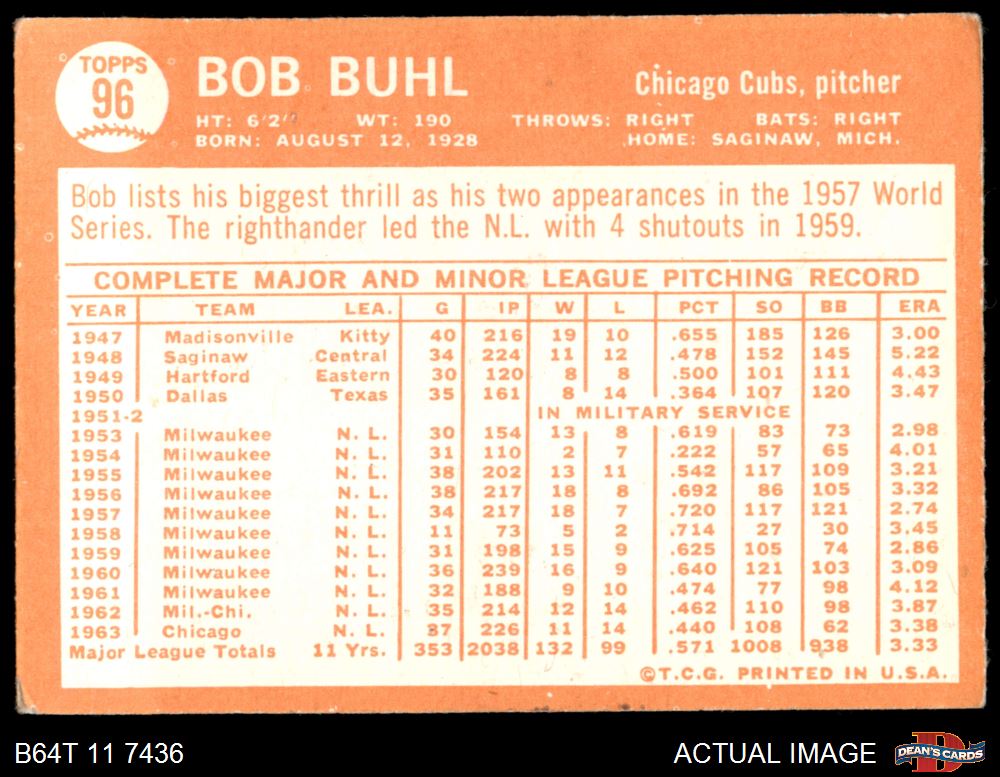 TOPPS
96
BOB BUHL
Chicago Cubs, pitcher
HT: 6'2" WT: 190 THROWS: RIGHT BATS: RIGHT
BORN: AUGUST 12, 1928 HOME: SAGINAW, MICH.
Bob lists his biggest thrill as his two appearances in the 1957 World
Series. The righthander led the N.L. with 4 shutouts in 1959.
COMPLETE MAJOR AND MINOR LEAGUE PITCHING RECORD
YEAR TEAM LEA. G IP W L PCT SO BB ERA
1947 Madisonville Kitty 40 216 19 10 .655 185 126 3.00
1948 Saginaw Central 34 224 11 12 .478 152 145 5.22
1949 Hartford Eastern 30 120 8 8 .500 101 111 4.43
1950 Dallas Texas 35 161 8 14 .364 107 120 3.47
1951-2 IN MILITARY SERVICE
1953 Milwaukee N. L. 30 154 13 8 .619 83 73 2.98
1954 Milwaukee N. L. 31 110 2 7 .222 57 65 4.01
1955 Milwaukee N. L. 38 202 13 11 .542 117 109 3.21
1956 Milwaukee N. L. 38 217 18 8 .692 86 105 3.32
1957 Milwaukee N. L. 34 217 18 7 .720 117 121 2.74
1958 Milwaukee N. L. 11 73 5 2 .714 27 30 3.45
1959 Milwaukee N. L. 31 198 15 9 .625 105 74 2.86
1960 Milwaukee N. L. 36 239 16 9 .640 121 103 3.09
1961 Milwaukee N. L. 32 188 9 10 .474 77 98 4.12
1962 Mil.-Chi. N. L. 35 214 12 14 .462 110 98 3.87
1963 Chicago N. L. 37 226 11 14 .440 108 62 3.38
Major League Totals 11 Yrs. 353 2038 132 99 .571 1008 938 3.33
©T.C.G. PRINTED IN U.S.A.
B64T 11 7436
ACTUAL IMAGE
DEAN'S CARDS